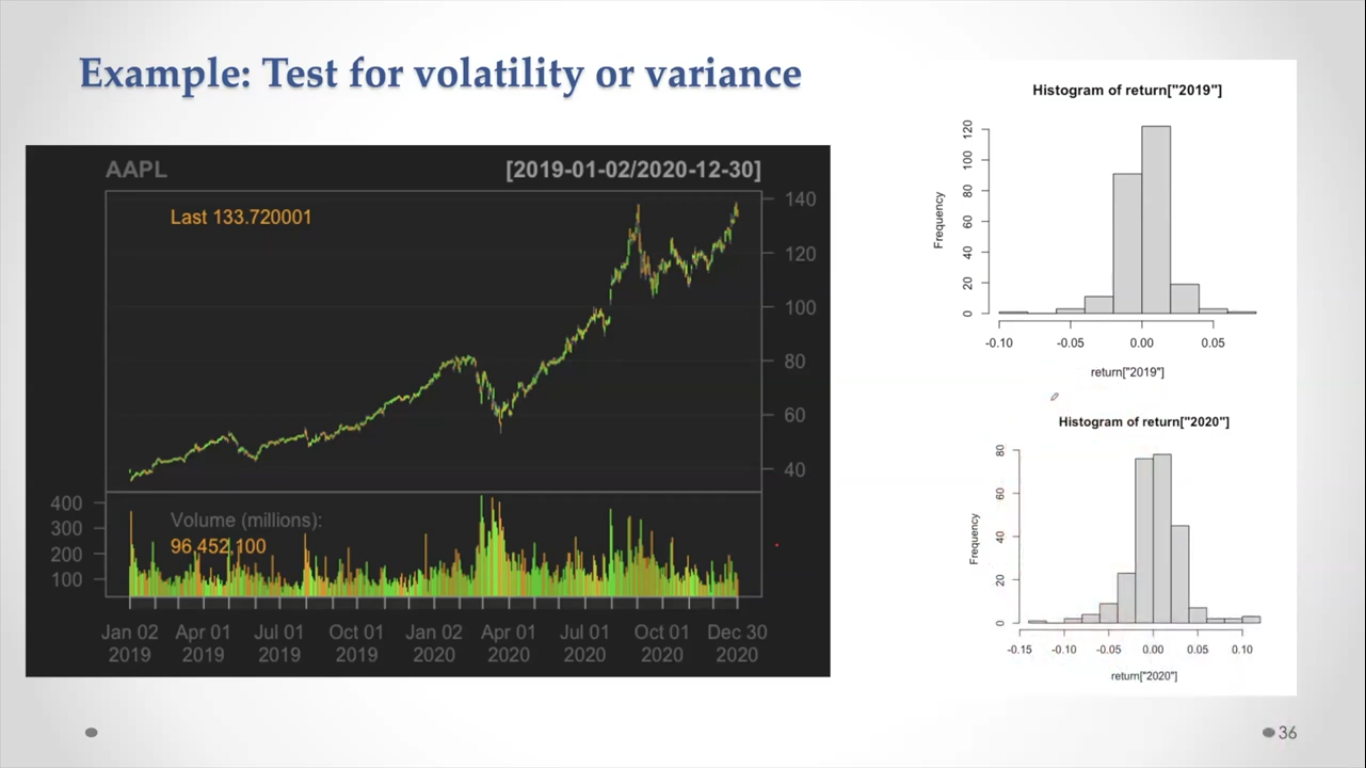 Example: Test for volatility or variance
AAPL
[2019-01-02/2020-12-30]
Last 133.720001
140
120
100
80
60
40
400
300
200
100
Volume (millions):
96,452,100
Jan 02 Apr 01 Jul 01 Oct 01 Jan 02 Apr 01 Jul 01 Oct 01 Dec 30
2019 2019 2019 2019 2020 2020 2020 2020 2020
Histogram of return["2019"]
Frequency
120
100
80
60
40
20
0
-0.10 -0.05 0.00 0.05
return["2019"]
Histogram of return["2020"]
Frequency
80
60
40
20
0
-0.15 -0.10 -0.05 0.00 0.05 0.10
return["2020"]
36